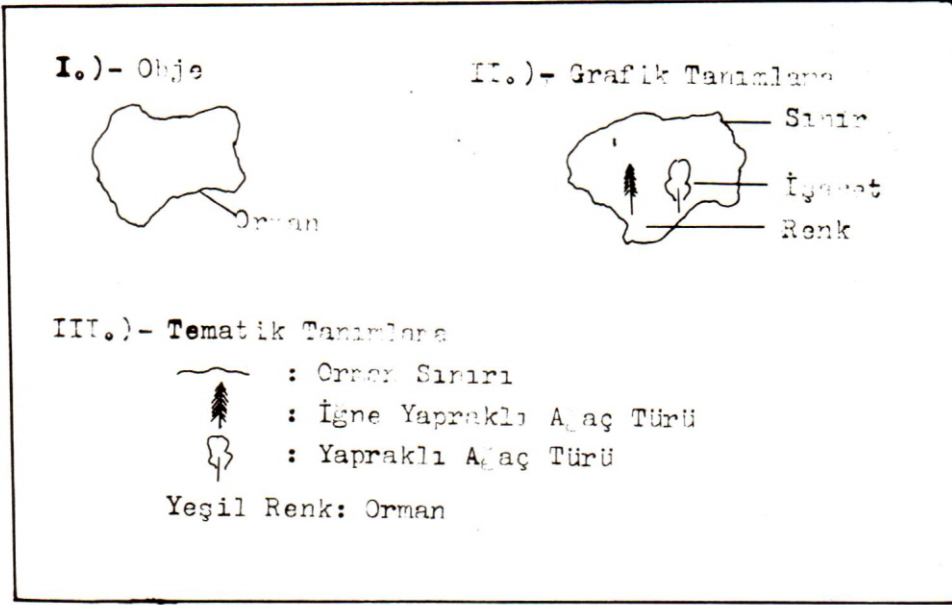 I.)- Obje
II.)- Grafik Tanımlama
Sınır
İşaret
Renk
Orman
III.)- Tematik Tanımlama
: Orman Sınırı
: İğne Yapraklı Ağaç Türü
: Yapraklı Ağaç Türü
Yeşil Renk: Orman